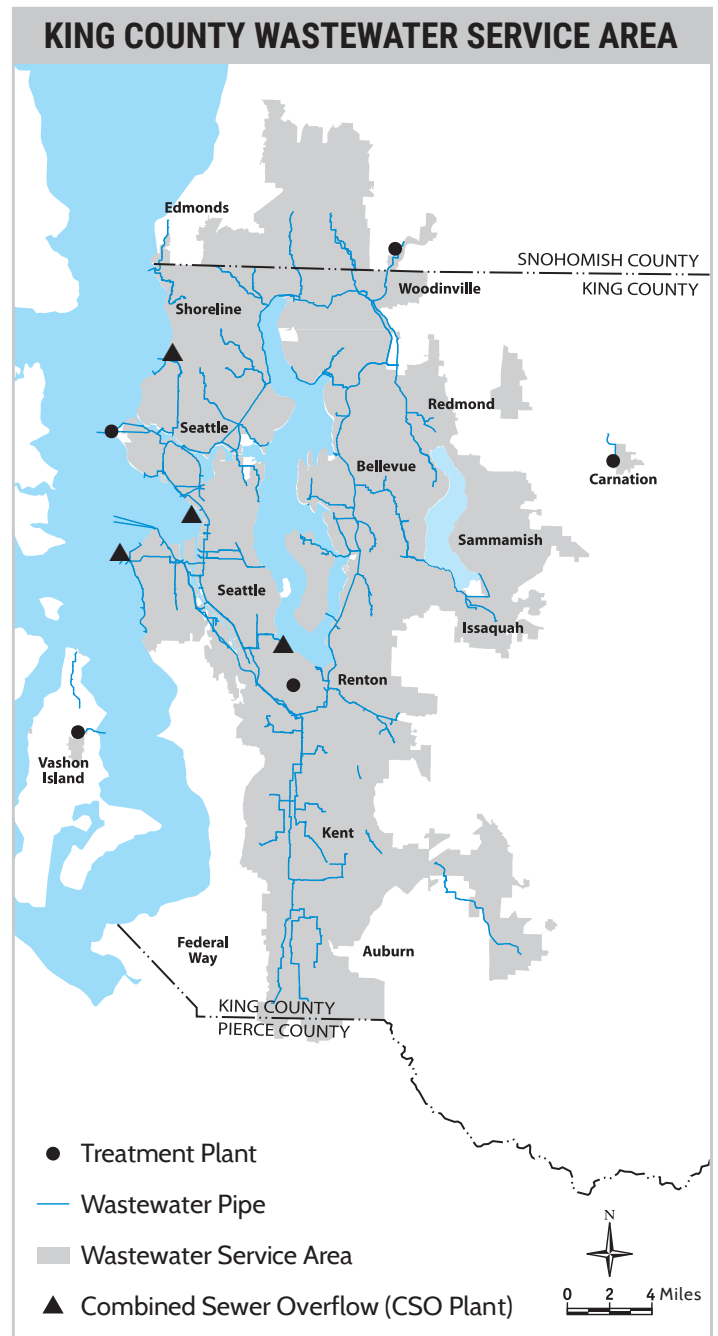 KING COUNTY WASTEWATER SERVICE AREA
Edmonds
SNOHOMISH COUNTY
KING COUNTY
Woodinville
Shoreline
Redmond
Seattle
Bellevue
Carnation
Sammamish
Seattle
Issaquah
Renton
Vashon
Island
Kent
Federal
Way
Auburn
KING COUNTY
PIERCE COUNTY
Treatment Plant
Wastewater Pipe
Wastewater Service Area
Combined Sewer Overflow (CSO Plant)
N
0 2 4 Miles